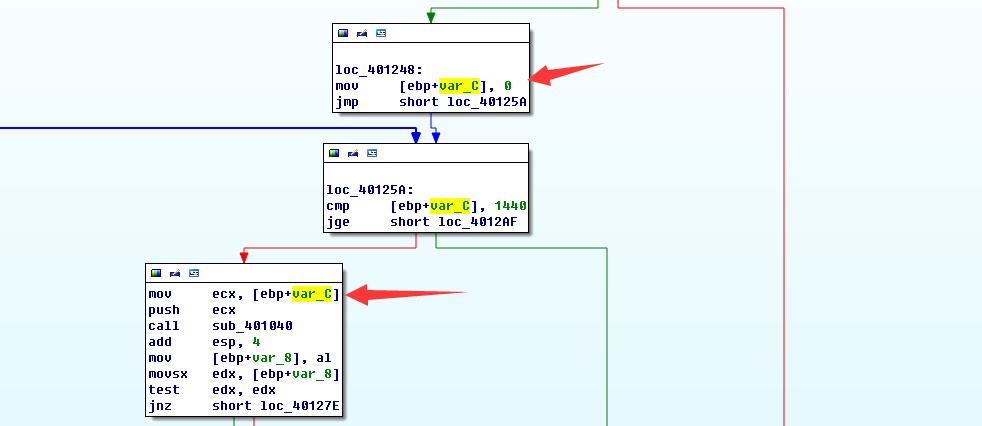 loc_401248:
mov     [ebp+var_C], 0
jmp     short loc_40125A
loc_40125A:
cmp     [ebp+var_C], 1440
jge     short loc_4012AF
mov     ecx, [ebp+var_C]
push    ecx
call    sub_401040
add     esp, 4
mov     [ebp+var_8], al
movsx   edx, [ebp+var_8]
test    edx, edx
jnz     short loc_40127E